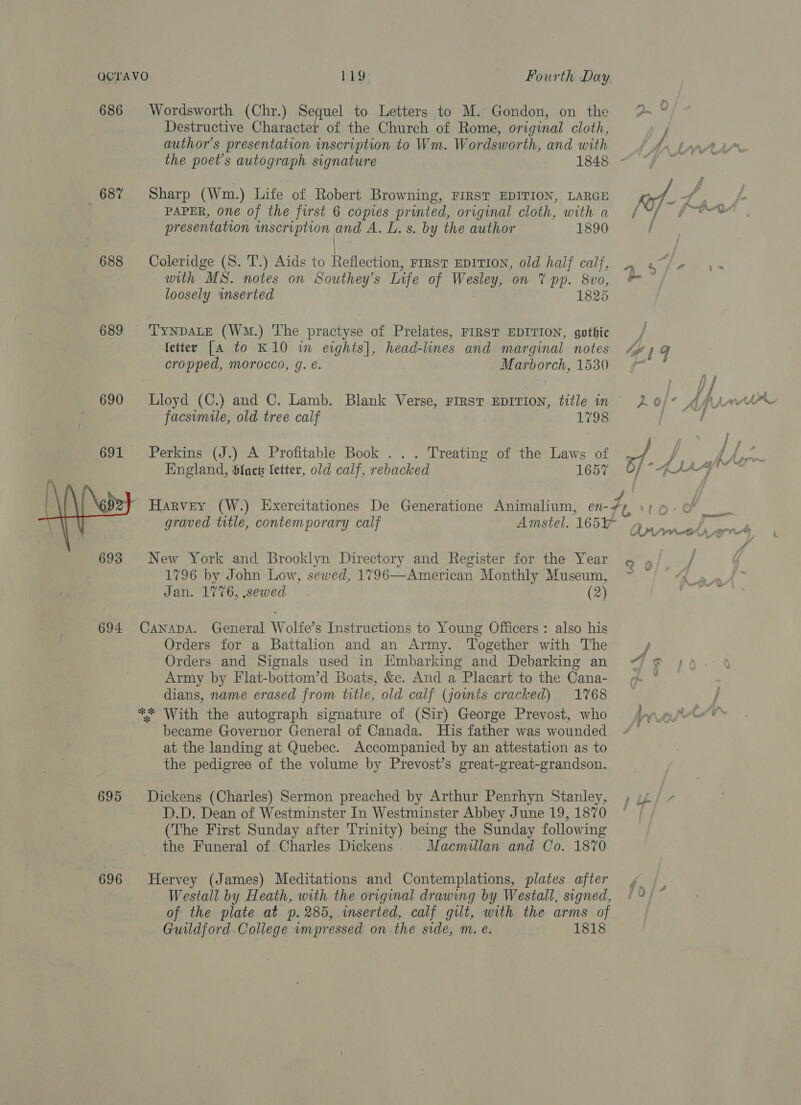 OCTAVO 119 Fourth Day
686 Wordsworth (Chr.) Sequel to Letters to M. Gondon, on the
Destructive Character of the Church of Rome, original cloth,
author's presentation inscription to Wm. Wordsworth, and with
the poet's autograph signature 1848
687 Sharp (Wm.) Life of Robert Browning, FIRST EDITION, LARGE
PAPER, one of the first 6 copies printed, original cloth, with a
presentation inscription and A. L. s. by the author 1890
688 Coleridge (S. T.) Aids to Reflection, FIRST EDITION, old half calf,
with MS. notes on Southey's Life of Wesley, on 7 pp. 8vo,
loosely inserted 1825
689 TYNDALE (WM.) The practyse of Prelates, FIRST EDITION, gothic
letter [A to K10 in eights], head-lines and marginal notes
cropped, morocco, g. e. Marborch, 1530
690 Lloyd (C.) and C. Lamb. Blank Verse, FIRST EDITION, title in
facsimile, old tree calf 1798
691 Perkins (J.) A Profitable Book . . . Treating of the Laws of
England, black letter, old calf, rebacked 1657
692 HARVEY (W.) Exercitationes De Generatione Animalium, en-
graved title, contemporary calf Amstel. 1651
693 New York and Brooklyn Directory and Register for the Year
1796 by John Low, sewed, 1796—American Monthly Museum,
Jan. 1776, sewed (2)
694 CANADA. General Wolfe's Instructions to Young Officers: also his
Orders for a Battalion and an Army. Together with The
Orders and Signals used in Embarking and Debarking an
Army by Flat-bottom'd Boats, &c. And a Placart to the Cana-
dians, name erased from title, old calf (joints cracked) 1768
*** With the autograph signature of (Sir) George Prevost, who
became Governor General of Canada. His father was wounded
at the landing at Quebec. Accompanied by an attestation as to
the pedigree of the volume by Prevost's great-great-grandson.
695 Dickens (Charles) Sermon preached by Arthur Penrhyn Stanley,
D.D. Dean of Westminster In Westminster Abbey June 19, 1870
(The First Sunday after Trinity) being the Sunday following
the Funeral of Charles Dickens Macmillan and Co. 1870
696 Hervey (James) Meditations and Contemplations, plates after
Westall by Heath, with the original drawing by Westall, signed,
of the plate at p. 285, inserted, calf gilt, with the arms of
Guildford College impressed on the side, m. e. 1818